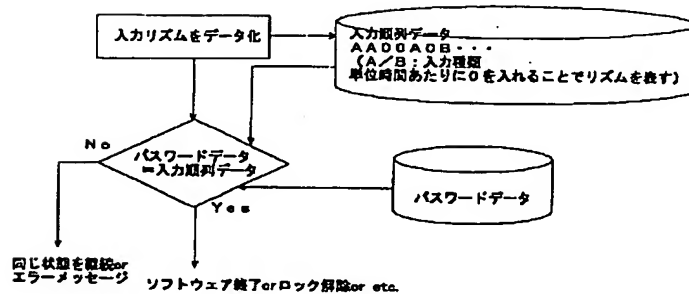 入力リズムをデータ化
入力順列データ
AA00A0B・・・
(A/B:入力種類
単位時間あたりに0を入れることでリズムを表す)
No
パスワードデータ
≒入力順列データ
Yes
パスワードデータ
同じ状態を継続or
エラーメッセージ
ソフトウェア終了orロック解除or etc.